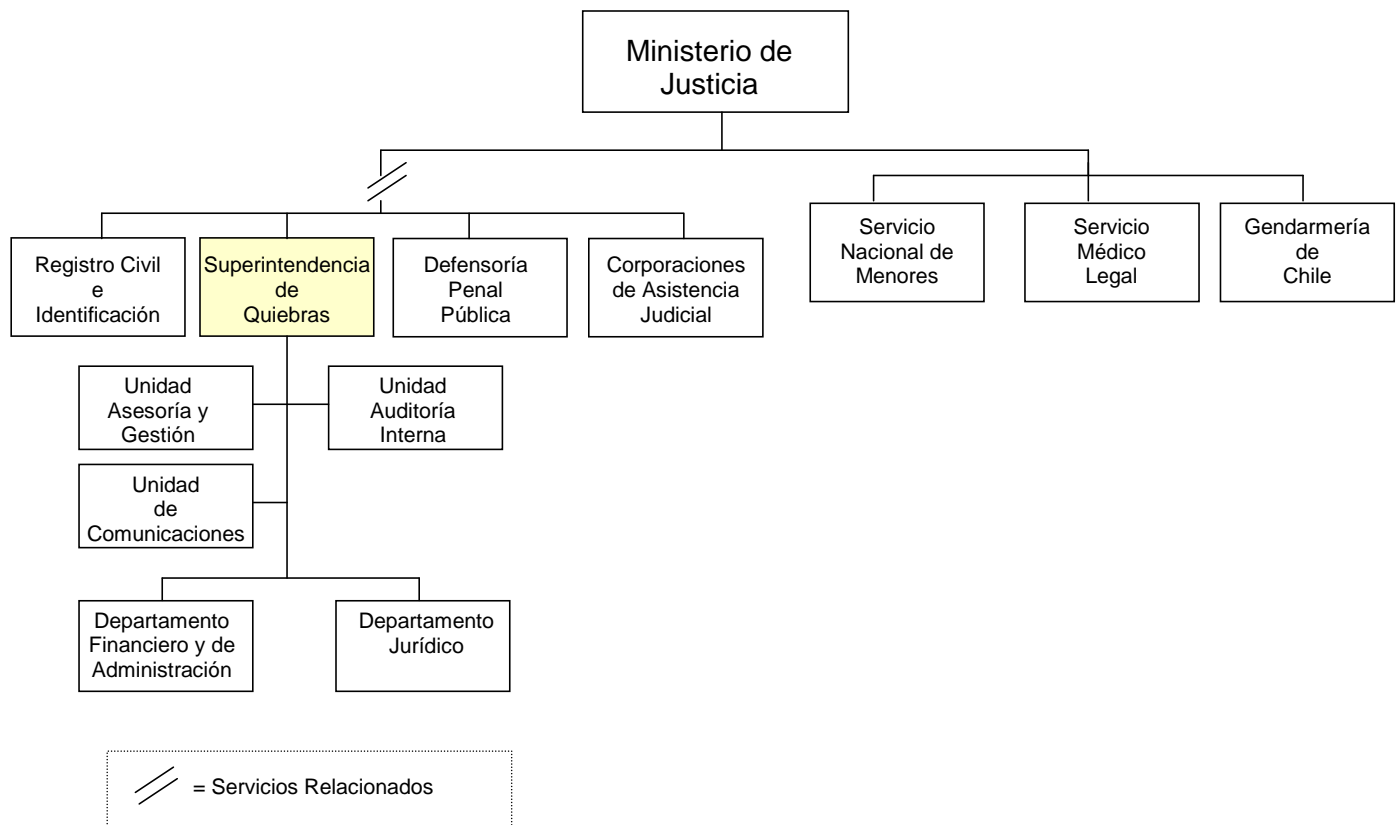 Ministerio de
Justicia
Registro Civil
e
Identificación
Superintendencia
de
Quiebras
Defensoría
Penal
Pública
Corporaciones
de Asistencia
Judicial
Servicio
Nacional de
Menores
Servicio
Médico
Legal
Gendarmería
de
Chile
Unidad
Asesoría y
Gestión
Unidad
Auditoría
Interna
Unidad
de
Comunicaciones
Departamento
Financiero y de
Administración
Departamento
Jurídico
= Servicios Relacionados